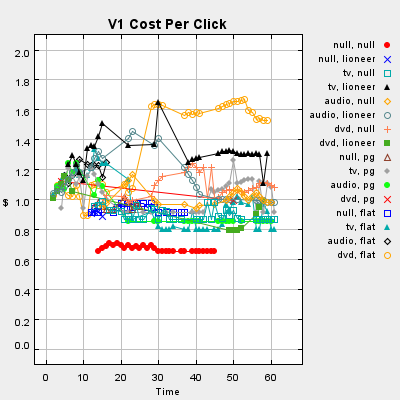 V1 Cost Per Click
2.0
1.8
1.6
1.4
1.2
1.0
0.8
0.6
0.4
0.2
0.0
$
0
10
20
30
40
50
60
Time
null, null
null, lioneer
tv, null
tv, lioneer
audio, null
audio, lioneer
dvd, null
dvd, lioneer
null, pg
tv, pg
audio, pg
dvd, pg
null, flat
tv, flat
audio, flat
dvd, flat